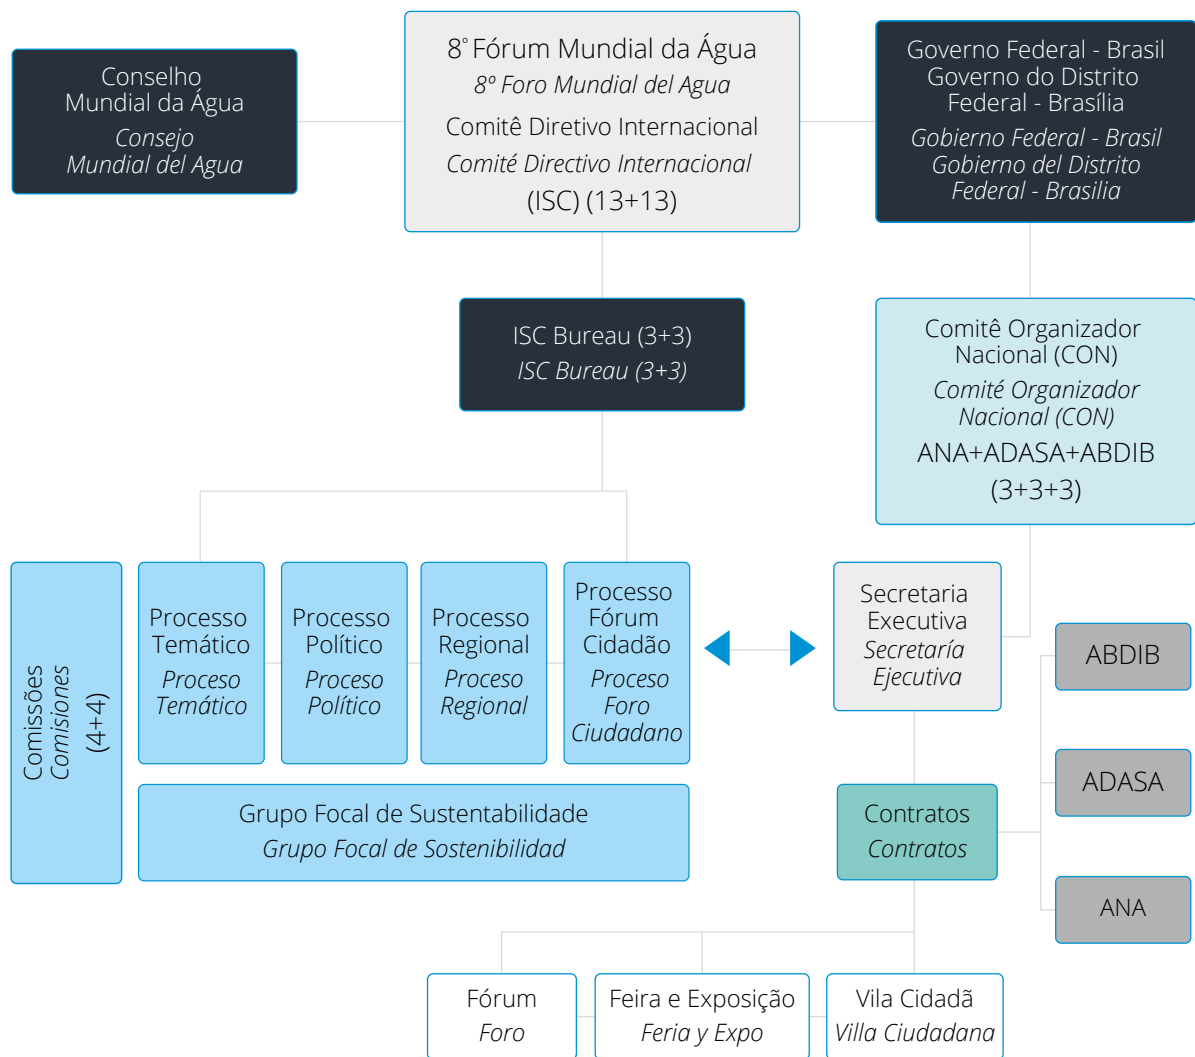 Conselho
Mundial da Água
Consejo
Mundial del Agua
8º Fórum Mundial da Água
8º Foro Mundial del Agua
Comitê Diretivo Internacional
Comité Directivo Internacional
(ISC) (13+13)
Governo Federal - Brasil
Governo do Distrito
Federal - Brasília
Gobierno Federal - Brasil
Gobierno del Distrito
Federal - Brasilia
ISC Bureau (3+3)
ISC Bureau (3+3)
Comitê Organizador
Nacional (CON)
Comité Organizador
Nacional (CON)
ANA+ADASA+ABDIB
(3+3+3)
Comissões
Comisiones
(4+4)
Processo
Temático
Proceso
Temático
Processo
Político
Proceso
Político
Processo
Regional
Proceso
Regional
Processo
Fórum
Cidadão
Proceso
Foro
Ciudadano
Secretaria
Executiva
Secretaría
Ejecutiva
ABDIB
ADASA
ANA
Grupo Focal de Sustentabilidade
Grupo Focal de Sostenibilidad
Contratos
Contratos
Fórum
Foro
Feira e Exposição
Feria y Expo
Vila Cidadã
Villa Ciudadana